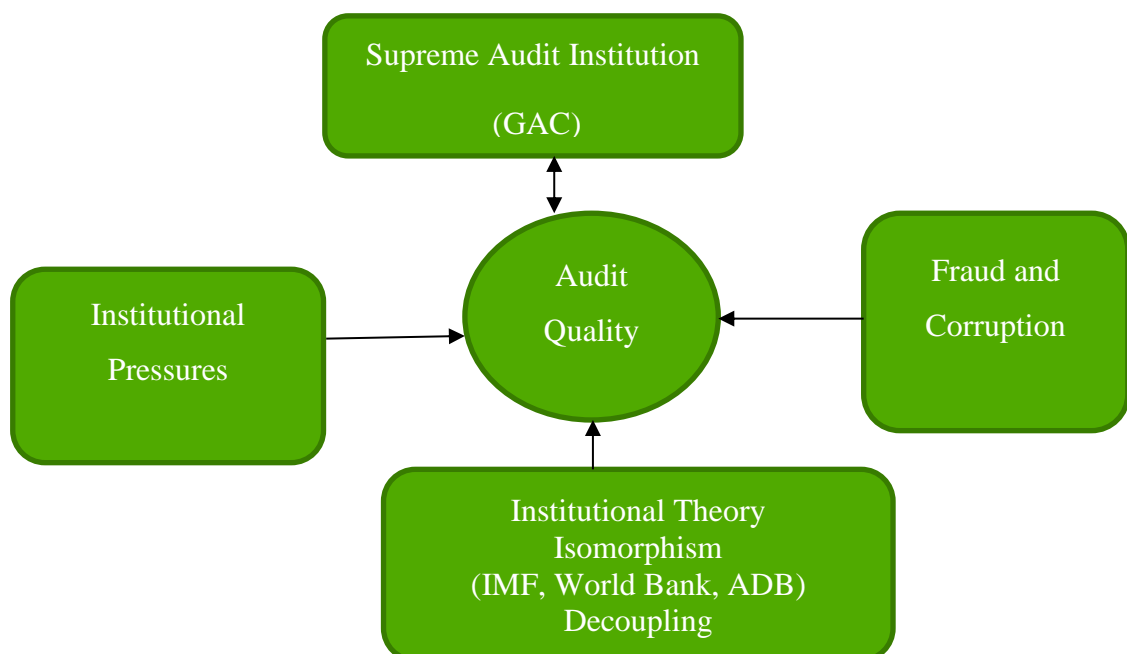 Supreme Audit Institution
(GAC)
Audit
Quality
Fraud and
Corruption
Institutional
Pressures
Institutional Theory
Isomorphism
(IMF, World Bank, ADB)
Decoupling